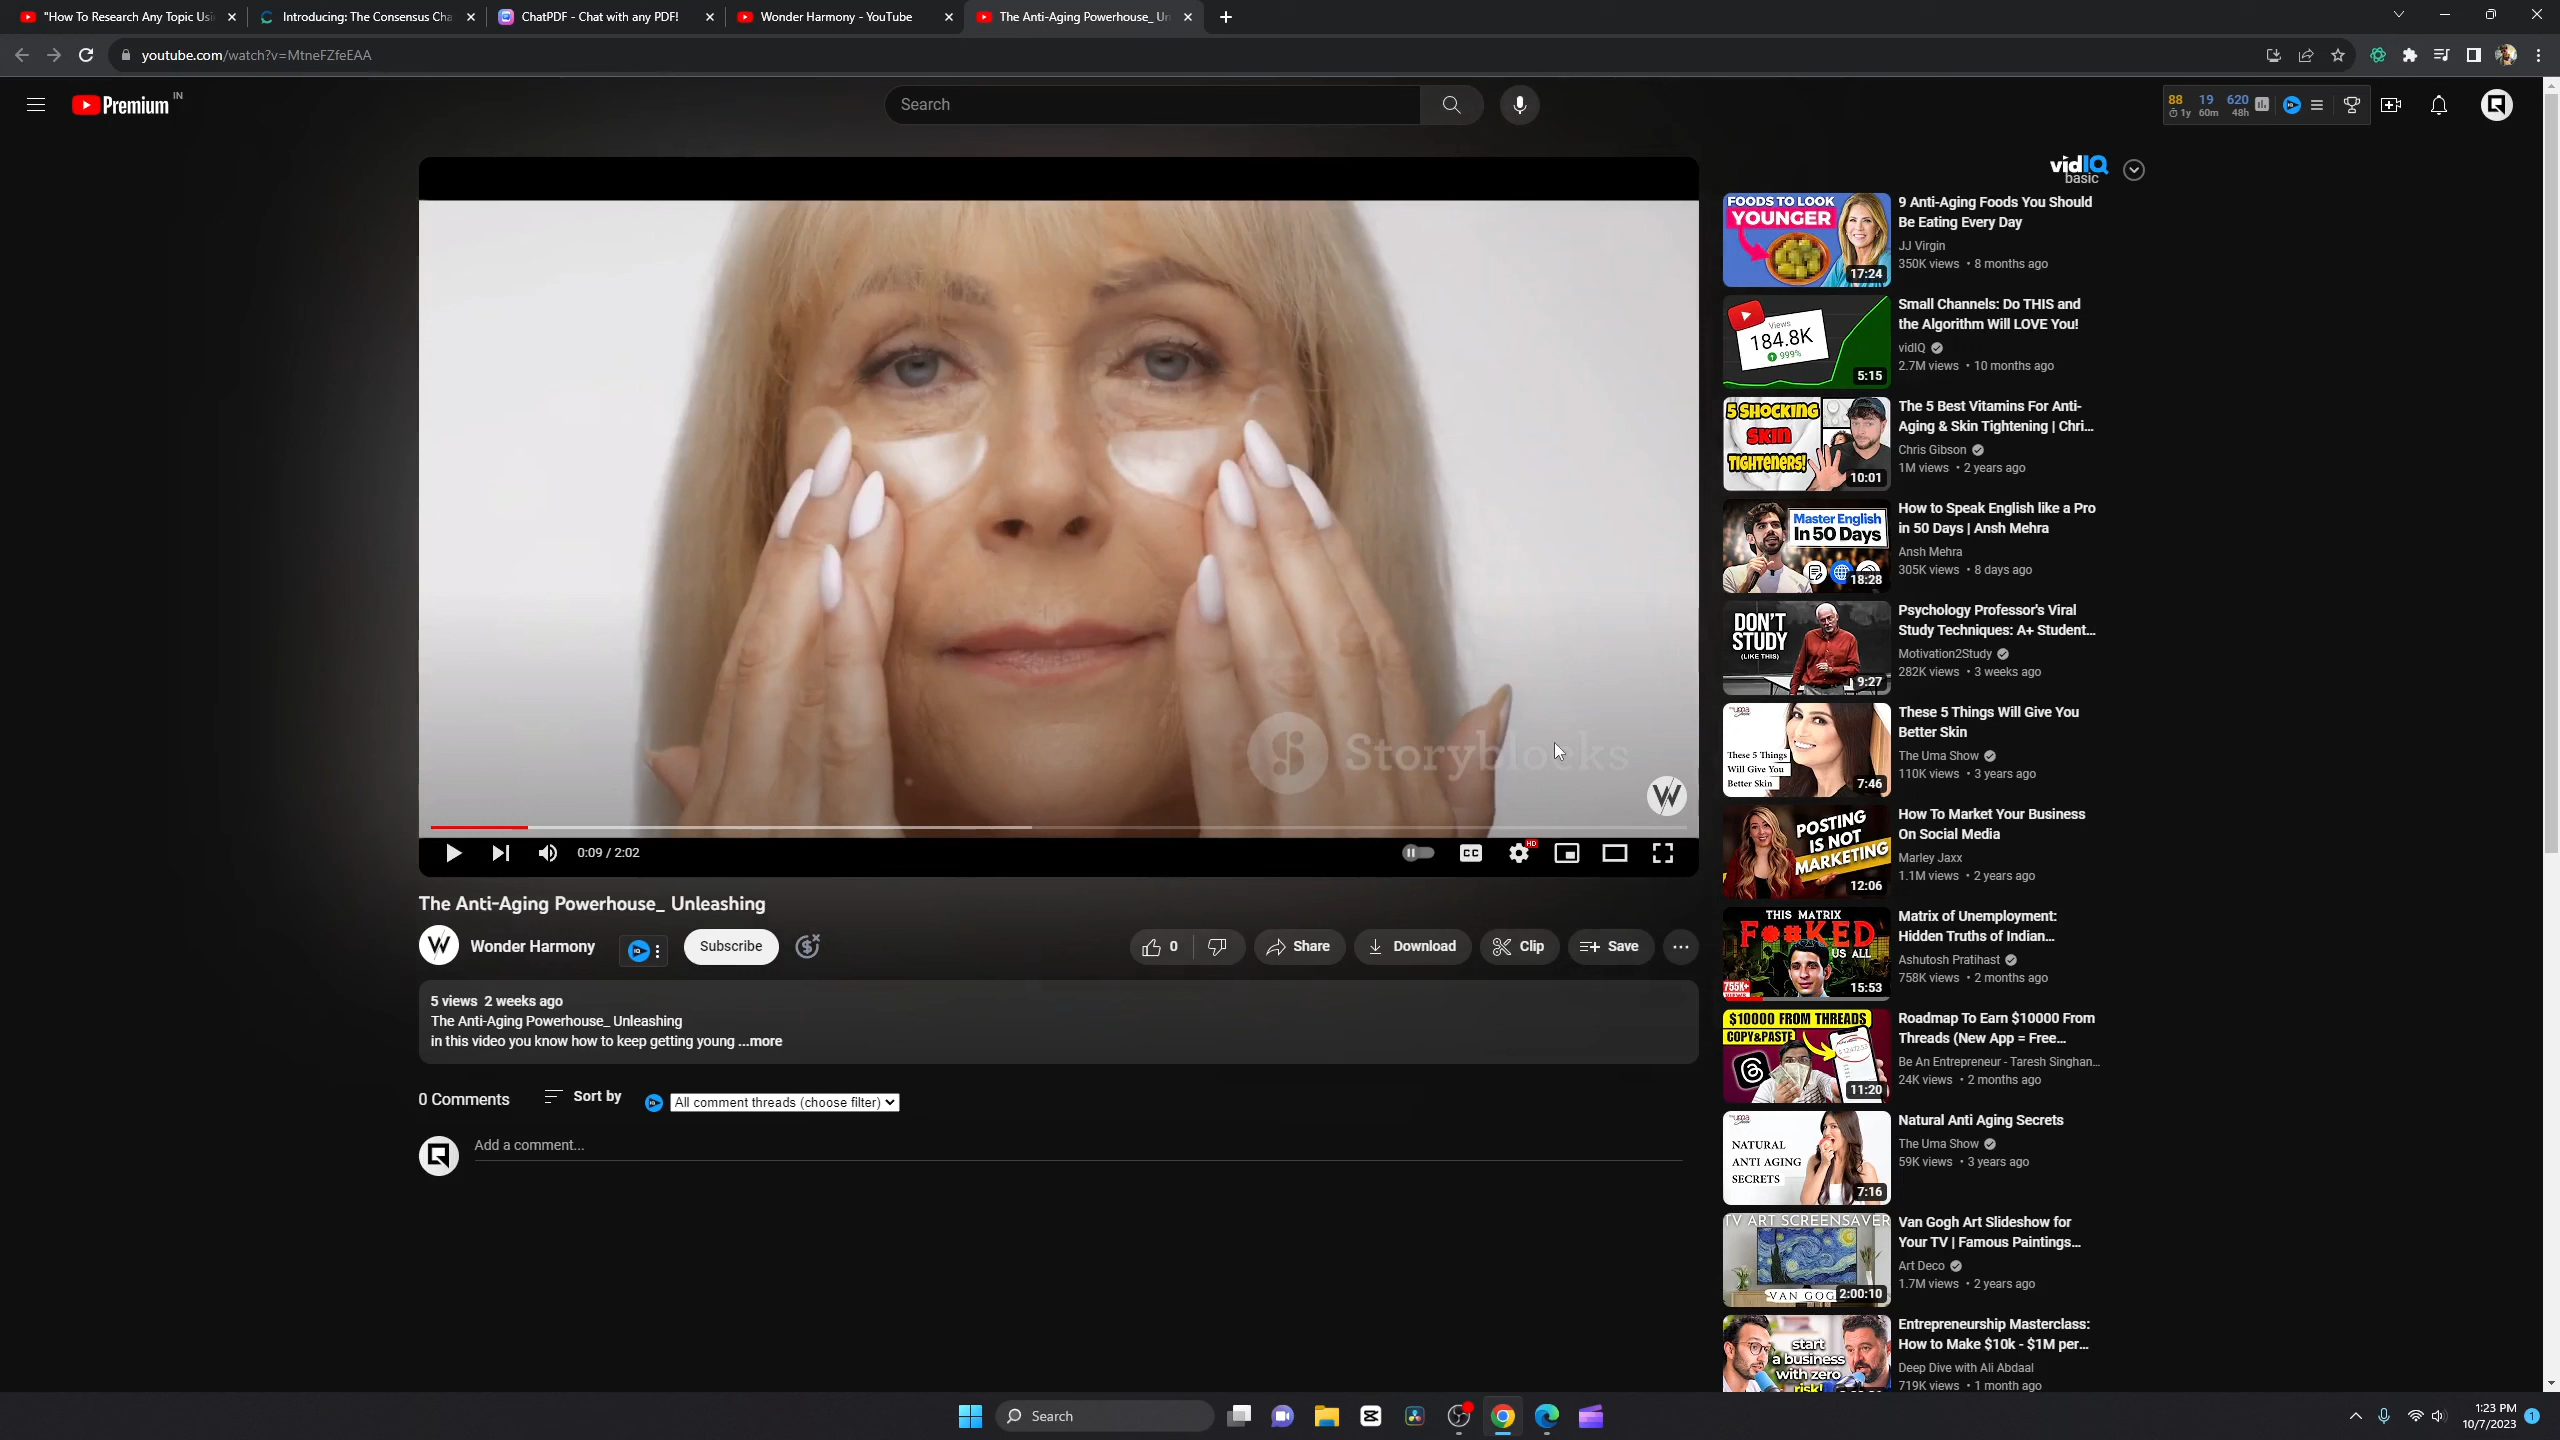 "How To Research Any Topic Usi
Introducing: The Consensus Cha
ChatPDF - Chat with any PDF!
Wonder Harmony - YouTube
The Anti-Aging Powerhouse_ Un
youtube.com/watch?v=MtneFZfeEAA
Premium IN
Search
88 19 620
1y 60m 48h
vidIQ
basic
FOODS TO LOOK
YOUNGER
17:24
9 Anti-Aging Foods You Should
Be Eating Every Day
JJ Virgin
350K views • 8 months ago
Views
184.8K
999%
5:15
Small Channels: Do THIS and
the Algorithm Will LOVE You!
vidIQ
2.7M views • 10 months ago
5 SHOCKING
SKIN
TIGHTENERS!
10:01
The 5 Best Vitamins For Anti-
Aging & Skin Tightening | Chri...
Chris Gibson
1M views • 2 years ago
Master English
In 50 Days
18:28
How to Speak English like a Pro
in 50 Days | Ansh Mehra
Ansh Mehra
305K views • 8 days ago
DON'T
STUDY
(LIKE THIS)
9:27
Psychology Professor's Viral
Study Techniques: A+ Student...
Motivation2Study
282K views • 3 weeks ago
These 5 Things
Will Give You
Better Skin
7:46
These 5 Things Will Give You
Better Skin
The Uma Show
110K views • 3 years ago
POSTING
IS NOT
MARKETING
12:06
How To Market Your Business
On Social Media
Marley Jaxx
1.1M views • 2 years ago
THIS MATRIX
F**KED
US ALL
755K+
15:53
Matrix of Unemployment:
Hidden Truths of Indian...
Ashutosh Pratihast
758K views • 2 months ago
$10000 FROM THREADS
COPY&PASTE
11:20
Roadmap To Earn $10000 From
Threads (New App = Free...
Be An Entrepreneur - Taresh Singhan...
24K views • 2 months ago
NATURAL
ANTI AGING
SECRETS
7:16
Natural Anti Aging Secrets
The Uma Show
59K views • 3 years ago
TV ART SCREENSAVER
VAN GOG
2:00:10
Van Gogh Art Slideshow for
Your TV | Famous Paintings...
Art Deco
1.7M views • 2 years ago
start
a business
with zero
risk!
Entrepreneurship Masterclass:
How to Make $10k - $1M per...
Deep Dive with Ali Abdaal
719K views • 1 month ago
Storyblocks
W
0:09 / 2:02
CC
HD
The Anti-Aging Powerhouse_ Unleashing
W
Wonder Harmony
Subscribe
0
Share
Download
Clip
Save
5 views 2 weeks ago
The Anti-Aging Powerhouse_ Unleashing
in this video you know how to keep getting young ...more
0 Comments
Sort by
All comment threads (choose filter)
Add a comment...
Search
1:23 PM
10/7/2023
1